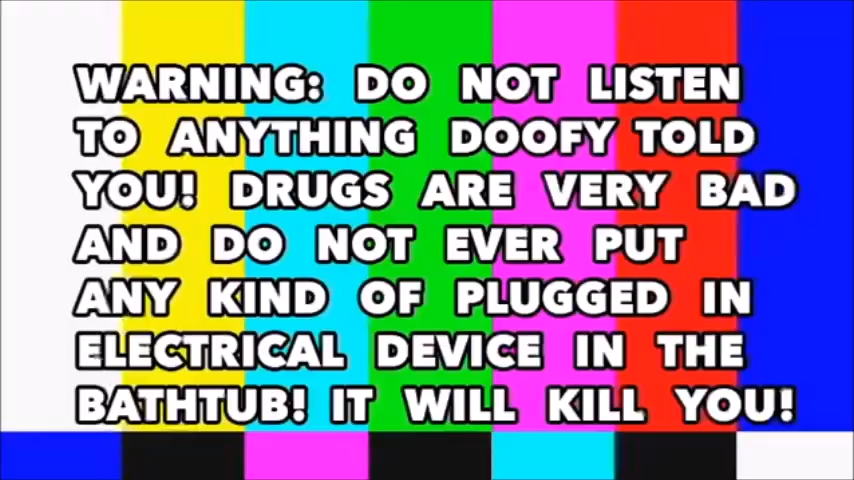 WARNING: DO NOT LISTEN
TO ANYTHING DOOFY TOLD
YOU! DRUGS ARE VERY BAD
AND DO NOT EVER PUT
ANY KIND OF PLUGGED IN
ELECTRICAL DEVICE IN THE
BATHTUB! IT WILL KILL YOU!